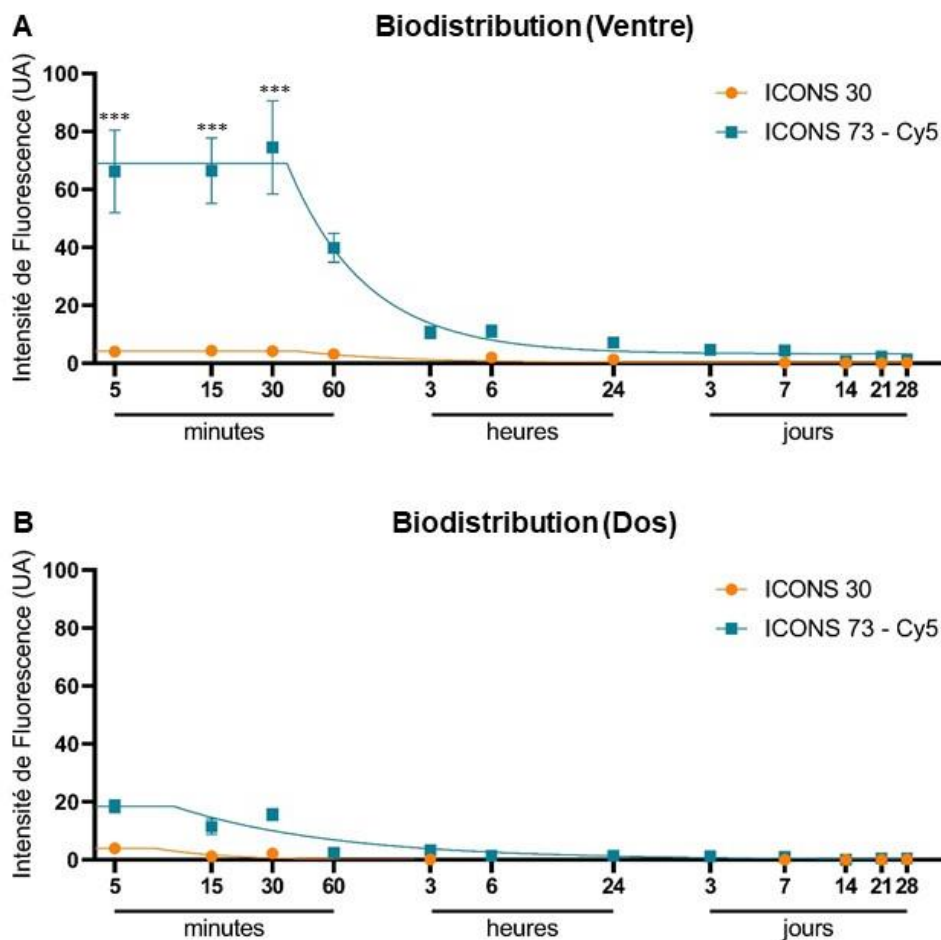 A
Biodistribution (Ventre)
Intensité de Fluorescence (UA)
100
80
60
40
20
0
***
***
***
ICONS 30
ICONS 73 - Cy5
5 15 30 60 3 6 24 3 7 14 21 28
minutes heures jours
B
Biodistribution (Dos)
Intensité de Fluorescence (UA)
100
80
60
40
20
0
ICONS 30
ICONS 73 - Cy5
5 15 30 60 3 6 24 3 7 14 21 28
minutes heures jours